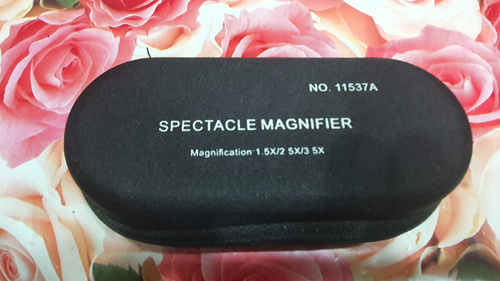 NO. 11537A
SPECTACLE MAGNIFIER
Magnification 1.5X/2 5X/3 5X